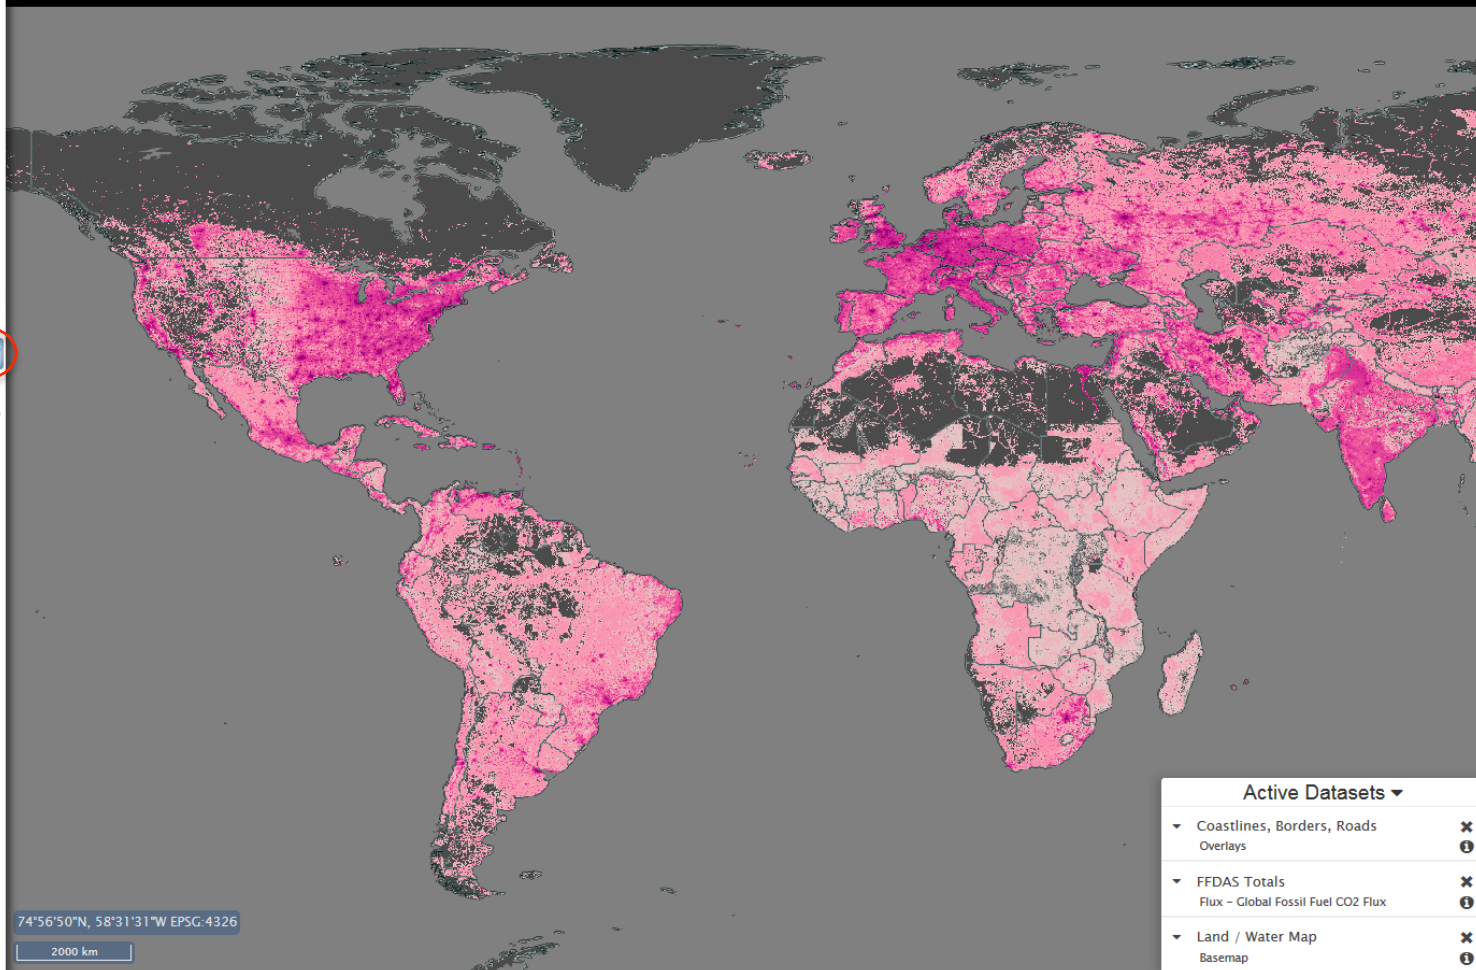 Active Datasets
Coastlines, Borders, Roads
Overlays
FFDAS Totals
Flux - Global Fossil Fuel CO2 Flux
Land / Water Map
Basemap
74°56'50"N, 58°31'31"W EPSG:4326
2000 km